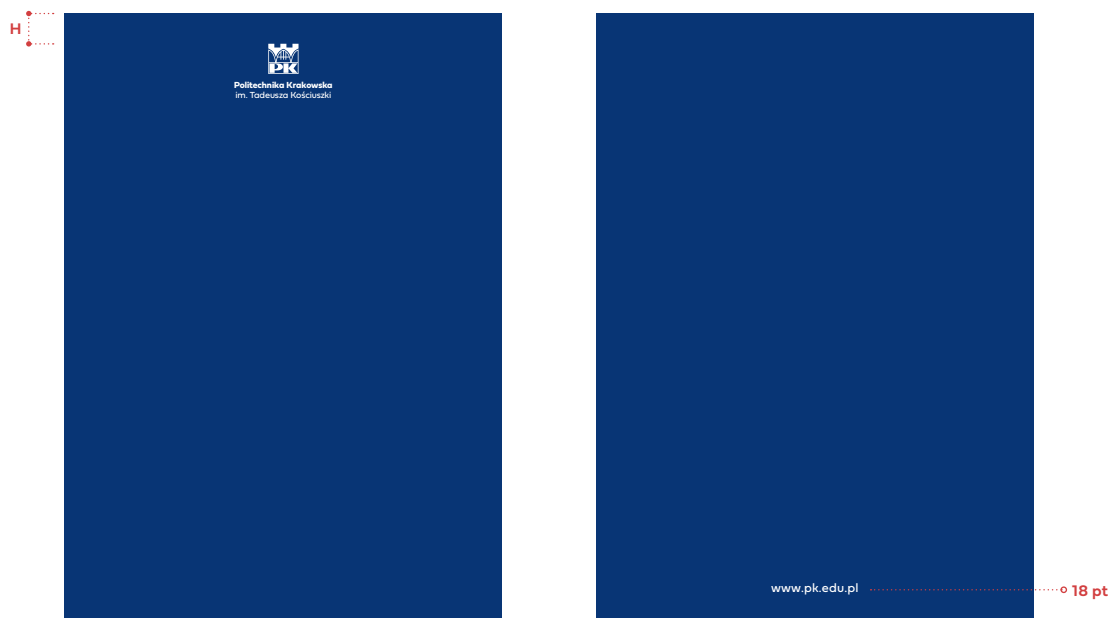 H
PK
Politechnika Krakowska
im. Tadeusza Kościuszki
www.pk.edu.pl
18 pt